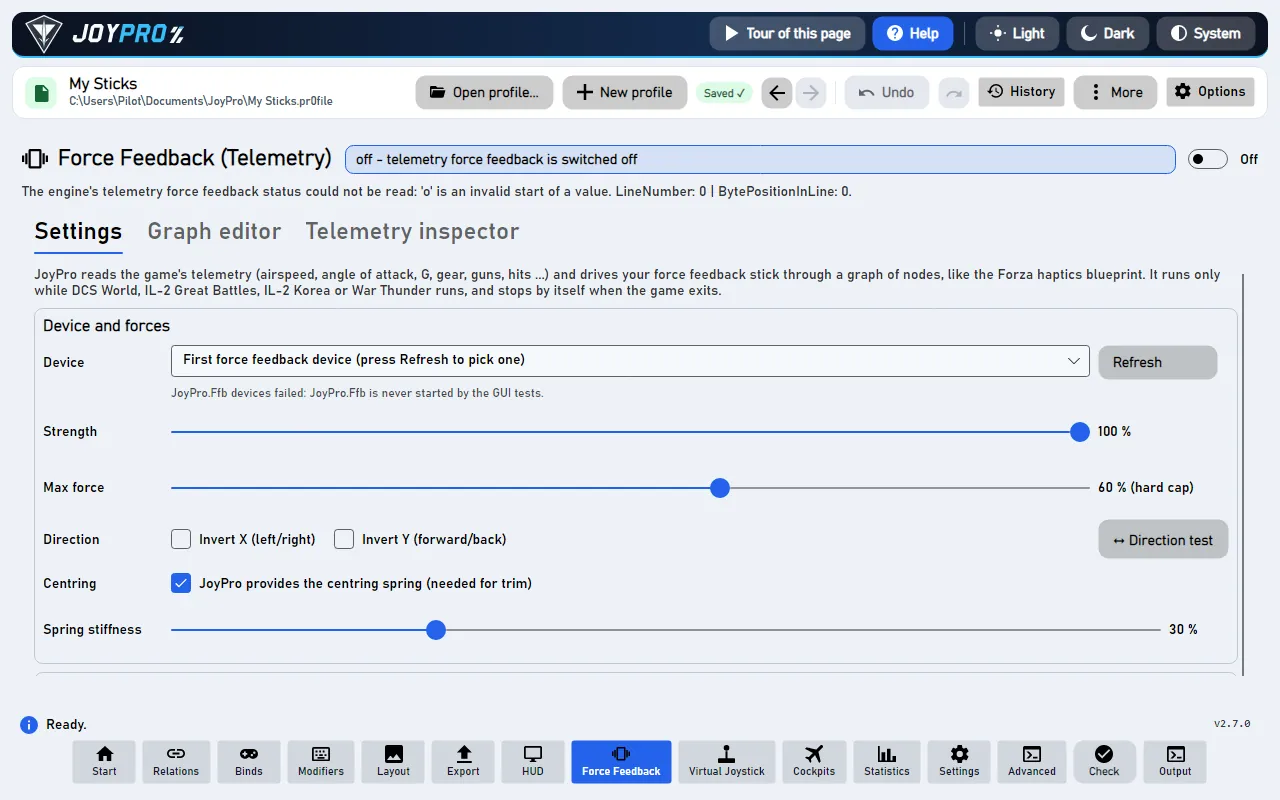 JOYPRO
Tour of this page
Help
Light
Dark
System
My Sticks
C:\Users\Pilot\Documents\JoyPro\My Sticks.pr0file
Open profile...
New profile
Saved ✓
Undo
History
More
Options
Force Feedback (Telemetry)
off - telemetry force feedback is switched off
Off
The engine's telemetry force feedback status could not be read: 'o' is an invalid start of a value. LineNumber: 0 | BytePositionInLine: 0.
Settings
Graph editor
Telemetry inspector
JoyPro reads the game's telemetry (airspeed, angle of attack, G, gear, guns, hits ...) and drives your force feedback stick through a graph of nodes, like the Forza haptics blueprint. It runs only
while DCS World, IL-2 Great Battles, IL-2 Korea or War Thunder runs, and stops by itself when the game exits.
Device and forces
Device
First force feedback device (press Refresh to pick one)
Refresh
JoyPro.Ffb devices failed: JoyPro.Ffb is never started by the GUI tests.
Strength
100 %
Max force
60 % (hard cap)
Direction
Invert X (left/right)
Invert Y (forward/back)
↔ Direction test
Centring
JoyPro provides the centring spring (needed for trim)
Spring stiffness
30 %
Ready.
v2.7.0
Start
Relations
Binds
Modifiers
Layout
Export
HUD
Force Feedback
Virtual Joystick
Cockpits
Statistics
Settings
Advanced
Check
Output